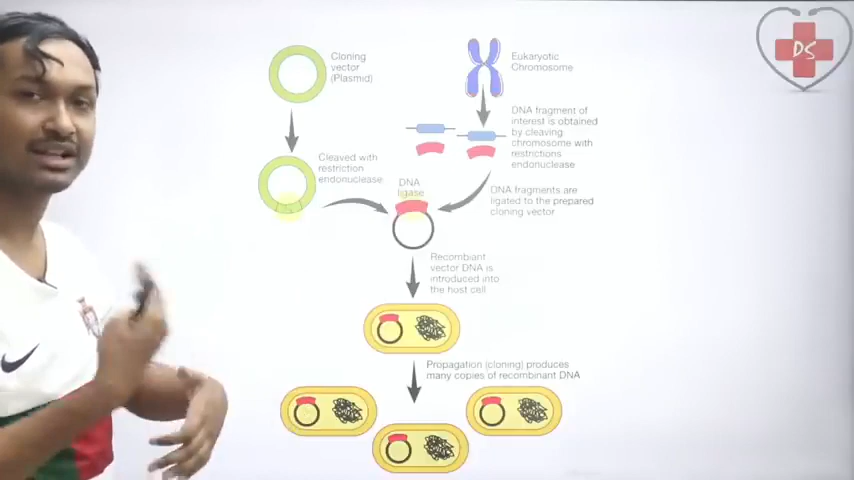 Cloning
vector
(Plasmid)
Eukaryotic
Chromosome
DS
DNA fragment of
interest is obtained
by cleaving
chromosome with
restrictions
endonuclease
Cleaved with
restriction
endonuclease
DNA
ligase
DNA fragments are
ligated to the prepared
cloning vector
Recombiant
vector DNA is
introduced into
the host cell
Propagation (cloning) produces
many copies of recombinant DNA